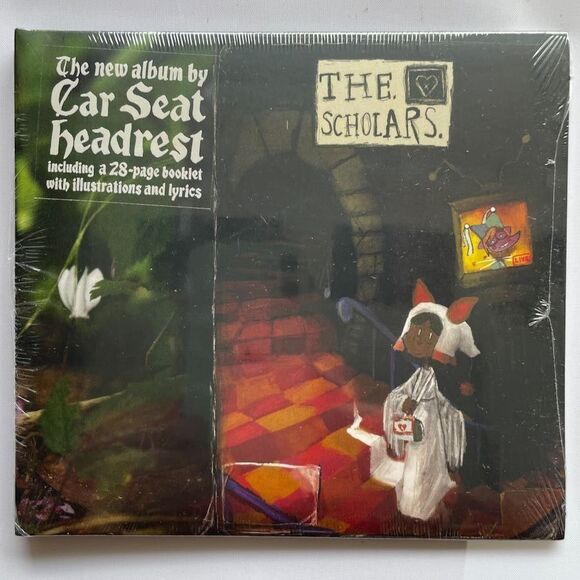 The new album by
Car Seat
headrest
including a 28-page booklet
with illustrations and lyrics
THE.
SCHOLARS.
LIVE